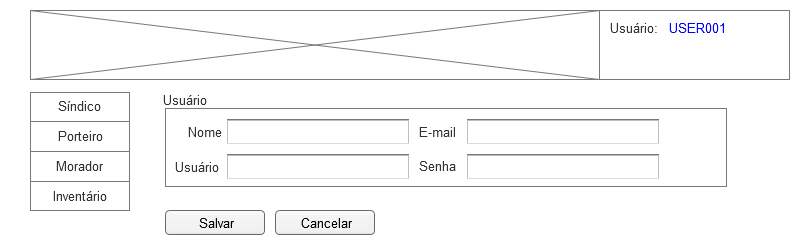 Usuário: USER001
Síndico
Porteiro
Morador
Inventário
Usuário
Nome E-mail
Usuário Senha
Salvar Cancelar